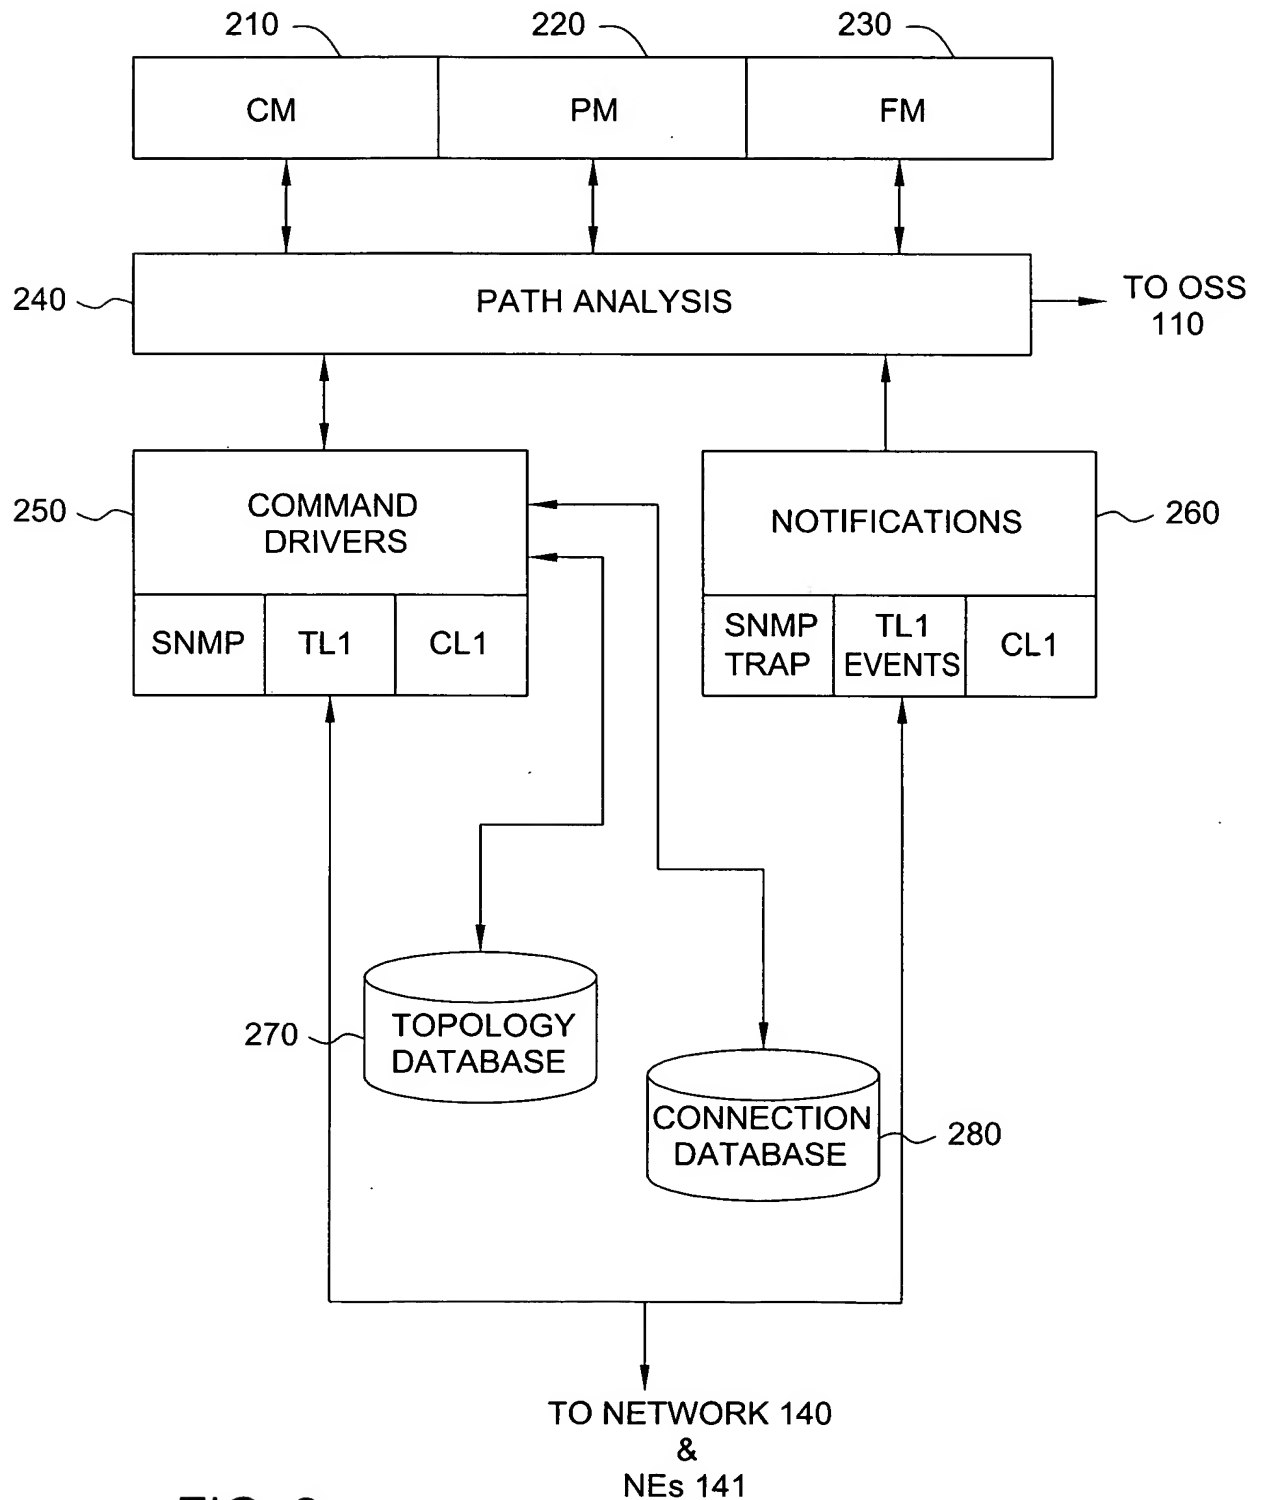 210
220
230
CM
PM
FM
240
PATH ANALYSIS
TO OSS
110
250
COMMAND
DRIVERS
NOTIFICATIONS
260
SNMP
TL1
CL1
SNMP
TRAP
TL1
EVENTS
CL1
270
TOPOLOGY
DATABASE
CONNECTION
DATABASE
280
TO NETWORK 140
&
NEs 141